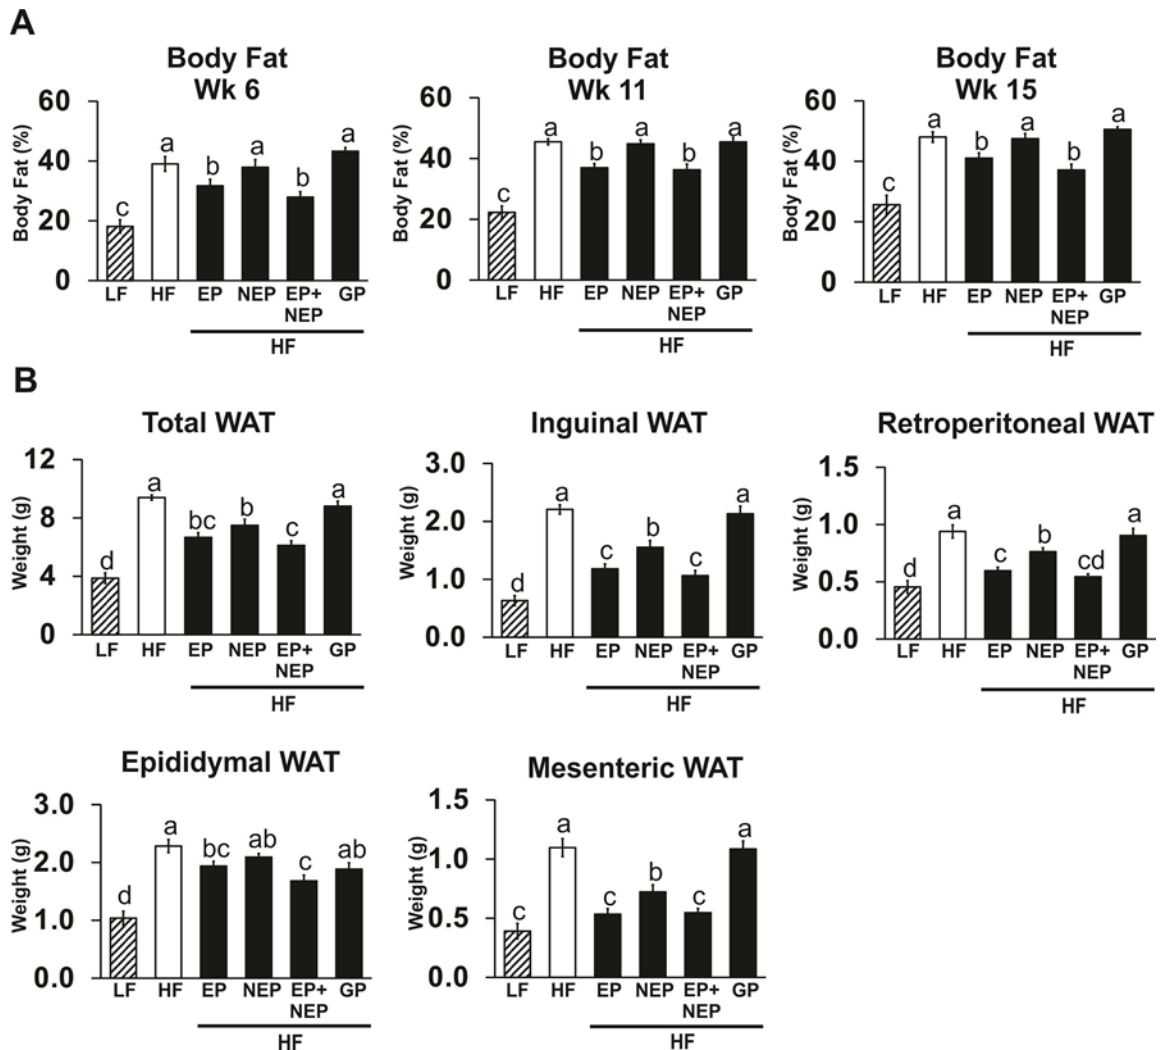 A
Body Fat
Wk 6
Body Fat (%)
60
40
20
0
c
a
b
a
b
a
LF HF EP NEP EP+ GP
NEP
HF
Body Fat
Wk 11
Body Fat (%)
60
40
20
0
c
a
b
a
b
a
LF HF EP NEP EP+ GP
NEP
HF
Body Fat
Wk 15
Body Fat (%)
60
40
20
0
c
a
b
a
b
a
LF HF EP NEP EP+ GP
NEP
HF
B
Total WAT
Weight (g)
12
8
4
0
d
a
bc
b
c
a
LF HF EP NEP EP+ GP
NEP
HF
Inguinal WAT
Weight (g)
3.0
2.0
1.0
0.0
d
a
c
b
c
a
LF HF EP NEP EP+ GP
NEP
HF
Retroperitoneal WAT
Weight (g)
1.5
1.0
0.5
0.0
d
a
c
b
cd
a
LF HF EP NEP EP+ GP
NEP
HF
Epididymal WAT
Weight (g)
3.0
2.0
1.0
0.0
d
a
bc
ab
c
ab
LF HF EP NEP EP+ GP
NEP
HF
Mesenteric WAT
Weight (g)
1.5
1.0
0.5
0.0
c
a
c
b
c
a
LF HF EP NEP EP+ GP
NEP
HF